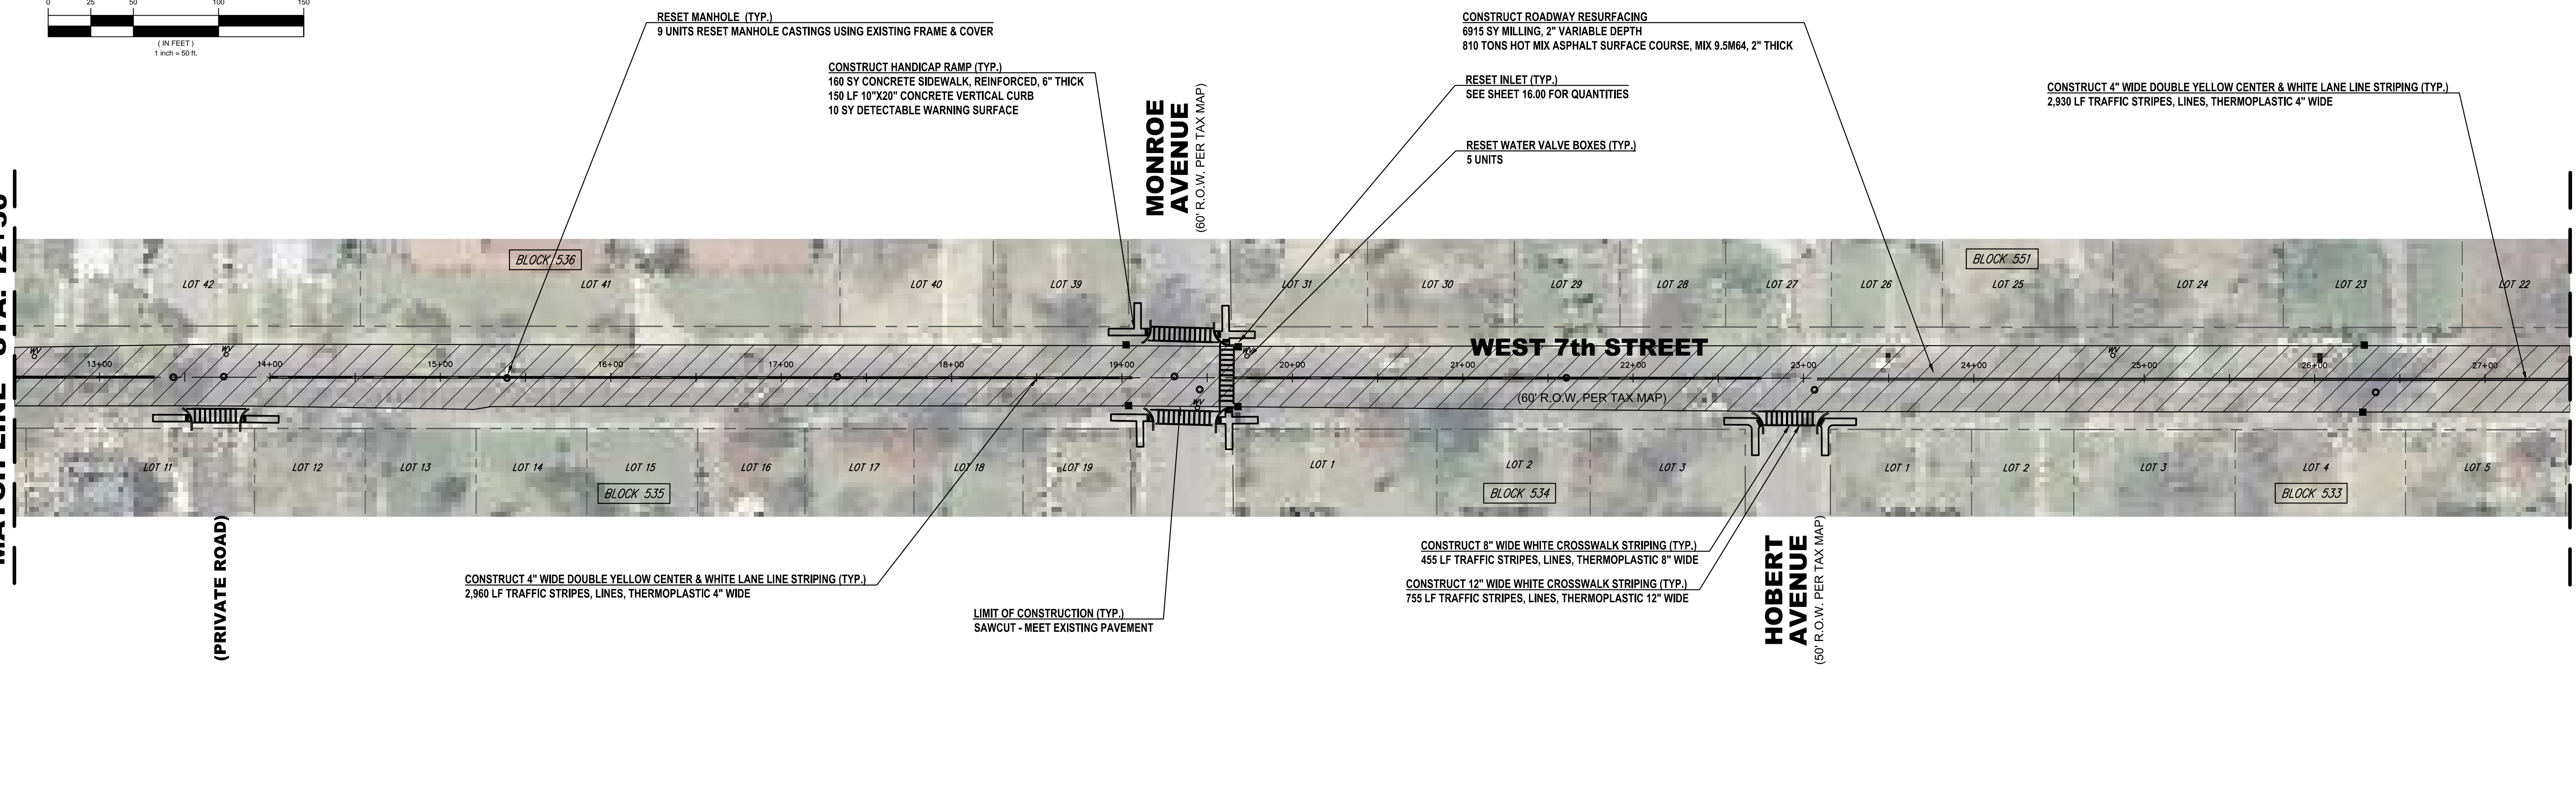 0 25 50 100 150
( IN FEET )
1 inch = 50 ft.
RESET MANHOLE (TYP.)
9 UNITS RESET MANHOLE CASTINGS USING EXISTING FRAME & COVER
CONSTRUCT HANDICAP RAMP (TYP.)
160 SY CONCRETE SIDEWALK, REINFORCED, 6" THICK
150 LF 10"X20" CONCRETE VERTICAL CURB
10 SY DETECTABLE WARNING SURFACE
MONROE
AVENUE
(60' R.O.W. PER TAX MAP)
CONSTRUCT ROADWAY RESURFACING
6915 SY MILLING, 2" VARIABLE DEPTH
810 TONS HOT MIX ASPHALT SURFACE COURSE, MIX 9.5M64, 2" THICK
RESET INLET (TYP.)
SEE SHEET 16.00 FOR QUANTITIES
RESET WATER VALVE BOXES (TYP.)
5 UNITS
CONSTRUCT 4" WIDE DOUBLE YELLOW CENTER & WHITE LANE LINE STRIPING (TYP.)
2,930 LF TRAFFIC STRIPES, LINES, THERMOPLASTIC 4" WIDE
BLOCK 536
BLOCK 551
LOT 42 LOT 41 LOT 40 LOT 39 LOT 31 LOT 30 LOT 29 LOT 28 LOT 27 LOT 26 LOT 25 LOT 24 LOT 23 LOT 22
WEST 7th STREET
WV WV WV WV
13+00 14+00 15+00 16+00 17+00 18+00 19+00 20+00 21+00 22+00 23+00 24+00 25+00 26+00 27+00
(60' R.O.W. PER TAX MAP)
WV
LOT 11 LOT 12 LOT 13 LOT 14 LOT 15 LOT 16 LOT 17 LOT 18 LOT 19 LOT 1 LOT 2 LOT 3 LOT 1 LOT 2 LOT 3 LOT 4 LOT 5
BLOCK 535
BLOCK 534
BLOCK 533
(PRIVATE ROAD)
HOBERT
AVENUE
(50' R.O.W. PER TAX MAP)
CONSTRUCT 8" WIDE WHITE CROSSWALK STRIPING (TYP.)
455 LF TRAFFIC STRIPES, LINES, THERMOPLASTIC 8" WIDE
CONSTRUCT 12" WIDE WHITE CROSSWALK STRIPING (TYP.)
755 LF TRAFFIC STRIPES, LINES, THERMOPLASTIC 12" WIDE
CONSTRUCT 4" WIDE DOUBLE YELLOW CENTER & WHITE LANE LINE STRIPING (TYP.)
2,960 LF TRAFFIC STRIPES, LINES, THERMOPLASTIC 4" WIDE
LIMIT OF CONSTRUCTION (TYP.)
SAWCUT - MEET EXISTING PAVEMENT